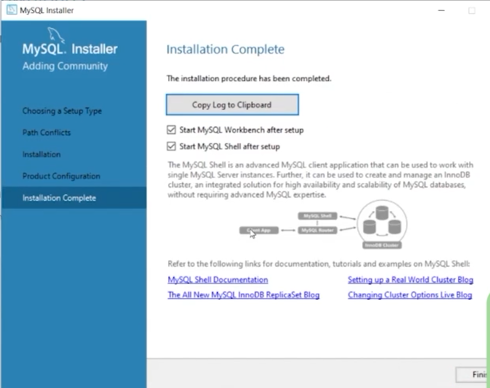 MySQL Installer
MySQL. Installer
Adding Community
Choosing a Setup Type
Path Conflicts
Installation
Product Configuration
Installation Complete
Installation Complete
The installation procedure has been completed.
Copy Log to Clipboard
Start MySQL Workbench after setup
Start MySQL Shell after setup
The MySQL Shell is an advanced MySQL client application that can be used to work with
single MySQL Server instances. Further, it can be used to create and manage an InnoDB
cluster, an integrated solution for high availability and scalability of MySQL databases,
without requiring advanced MySQL expertise.
MySQL Shell
Client App
MySQL Router
InnoDB Cluster
Refer to the following links for documentation, tutorials and examples on MySQL Shell:
MySQL Shell Documentation
Setting up a Real World Cluster Blog
The All New MySQL InnoDB ReplicaSet Blog
Changing Cluster Options Live Blog
Fini